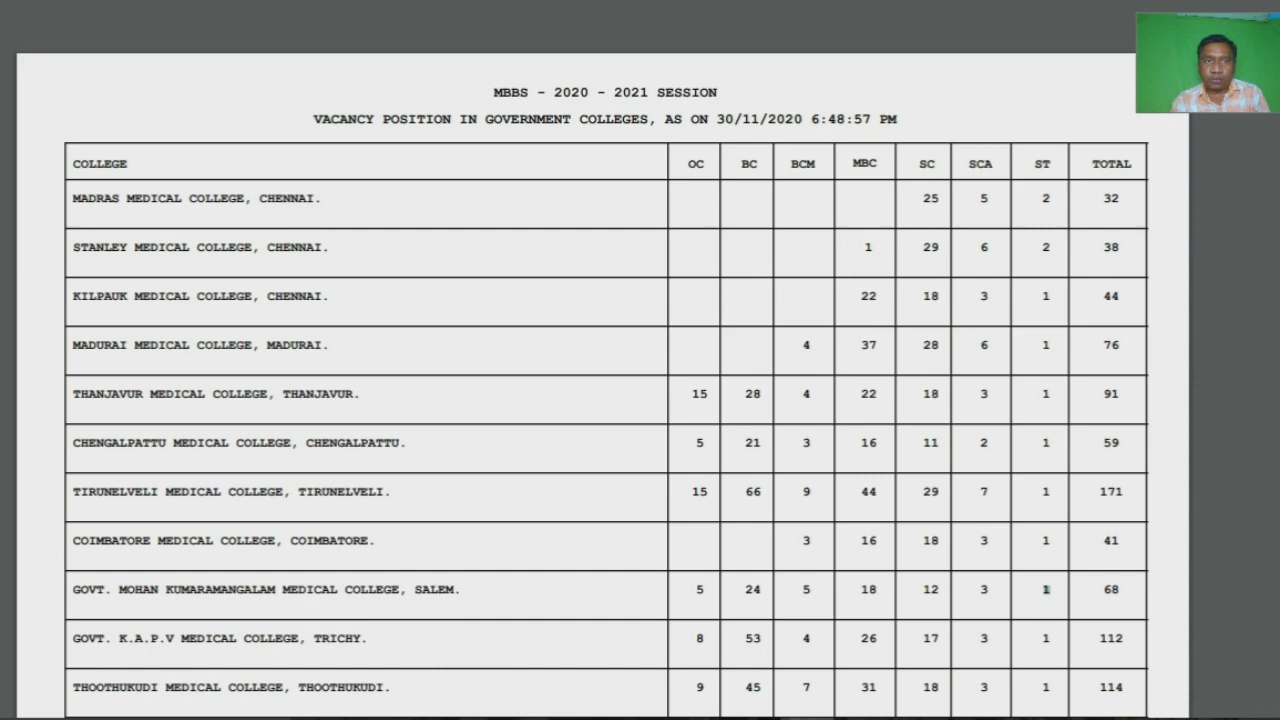 MBBS - 2020 - 2021 SESSION
VACANCY POSITION IN GOVERNMENT COLLEGES, AS ON 30/11/2020 6:48:57 PM
COLLEGE OC BC BCM MBC SC SCA ST TOTAL
MADRAS MEDICAL COLLEGE, CHENNAI. 25 5 2 32
STANLEY MEDICAL COLLEGE, CHENNAI. 1 29 6 2 38
KILPAUK MEDICAL COLLEGE, CHENNAI. 22 18 3 1 44
MADURAI MEDICAL COLLEGE, MADURAI. 4 37 28 6 1 76
THANJAVUR MEDICAL COLLEGE, THANJAVUR. 15 28 4 22 18 3 1 91
CHENGALPATTU MEDICAL COLLEGE, CHENGALPATTU. 5 21 3 16 11 2 1 59
TIRUNELVELI MEDICAL COLLEGE, TIRUNELVELI. 15 66 9 44 29 7 1 171
COIMBATORE MEDICAL COLLEGE, COIMBATORE. 3 16 18 3 1 41
GOVT. MOHAN KUMARAMANGALAM MEDICAL COLLEGE, SALEM. 5 24 5 18 12 3 1 68
GOVT. K.A.P.V MEDICAL COLLEGE, TRICHY. 8 53 4 26 17 3 1 112
THOOTHUKUDI MEDICAL COLLEGE, THOOTHUKUDI. 9 45 7 31 18 3 1 114